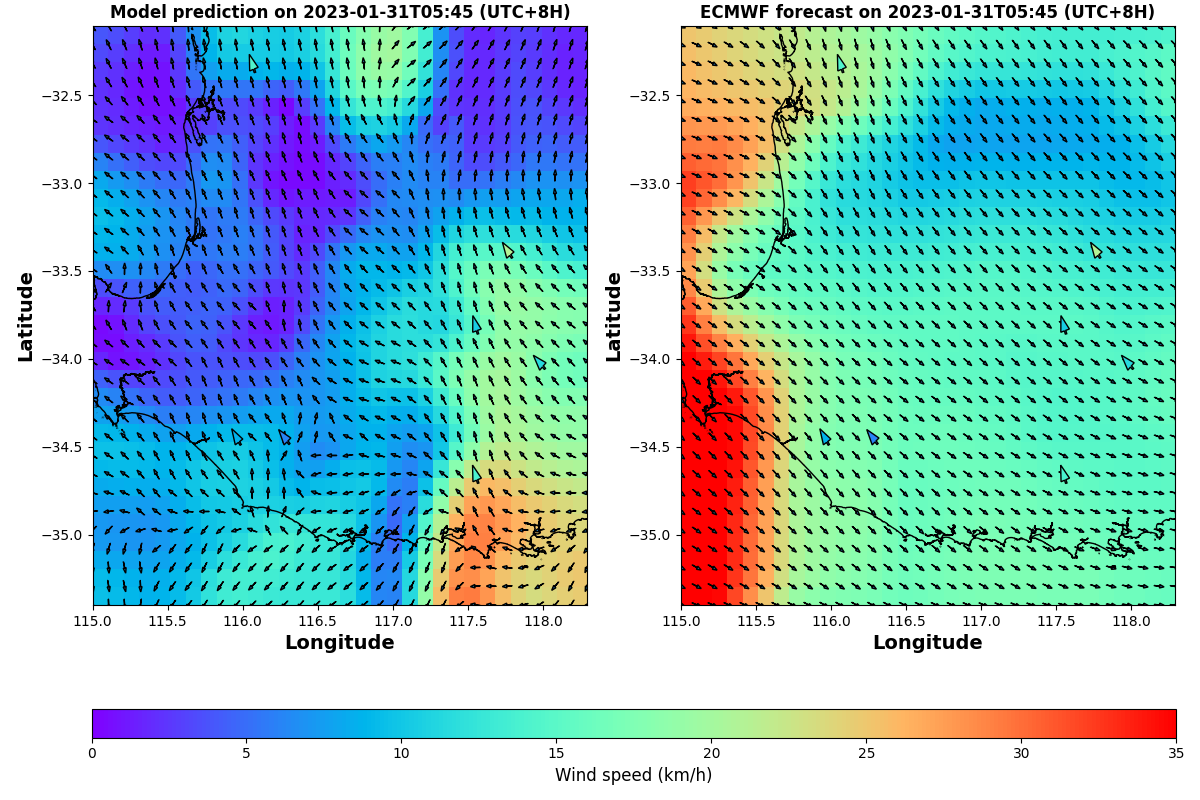 Model prediction on 2023-01-31T05:45 (UTC+8H)
ECMWF forecast on 2023-01-31T05:45 (UTC+8H)
Latitude
−32.5
−33.0
−33.5
−34.0
−34.5
−35.0
115.0 115.5 116.0 116.5 117.0 117.5 118.0
Longitude
Latitude
−32.5
−33.0
−33.5
−34.0
−34.5
−35.0
115.0 115.5 116.0 116.5 117.0 117.5 118.0
Longitude
0 5 10 15 20 25 30 35
Wind speed (km/h)